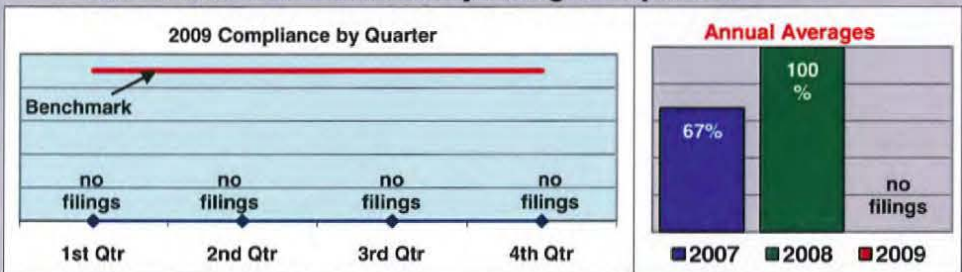 2009 Compliance by Quarter
Benchmark
no filings
no filings
no filings
no filings
1st Qtr
2nd Qtr
3rd Qtr
4th Qtr
Annual Averages
67%
100
%
no
filings
2007
2008
2009